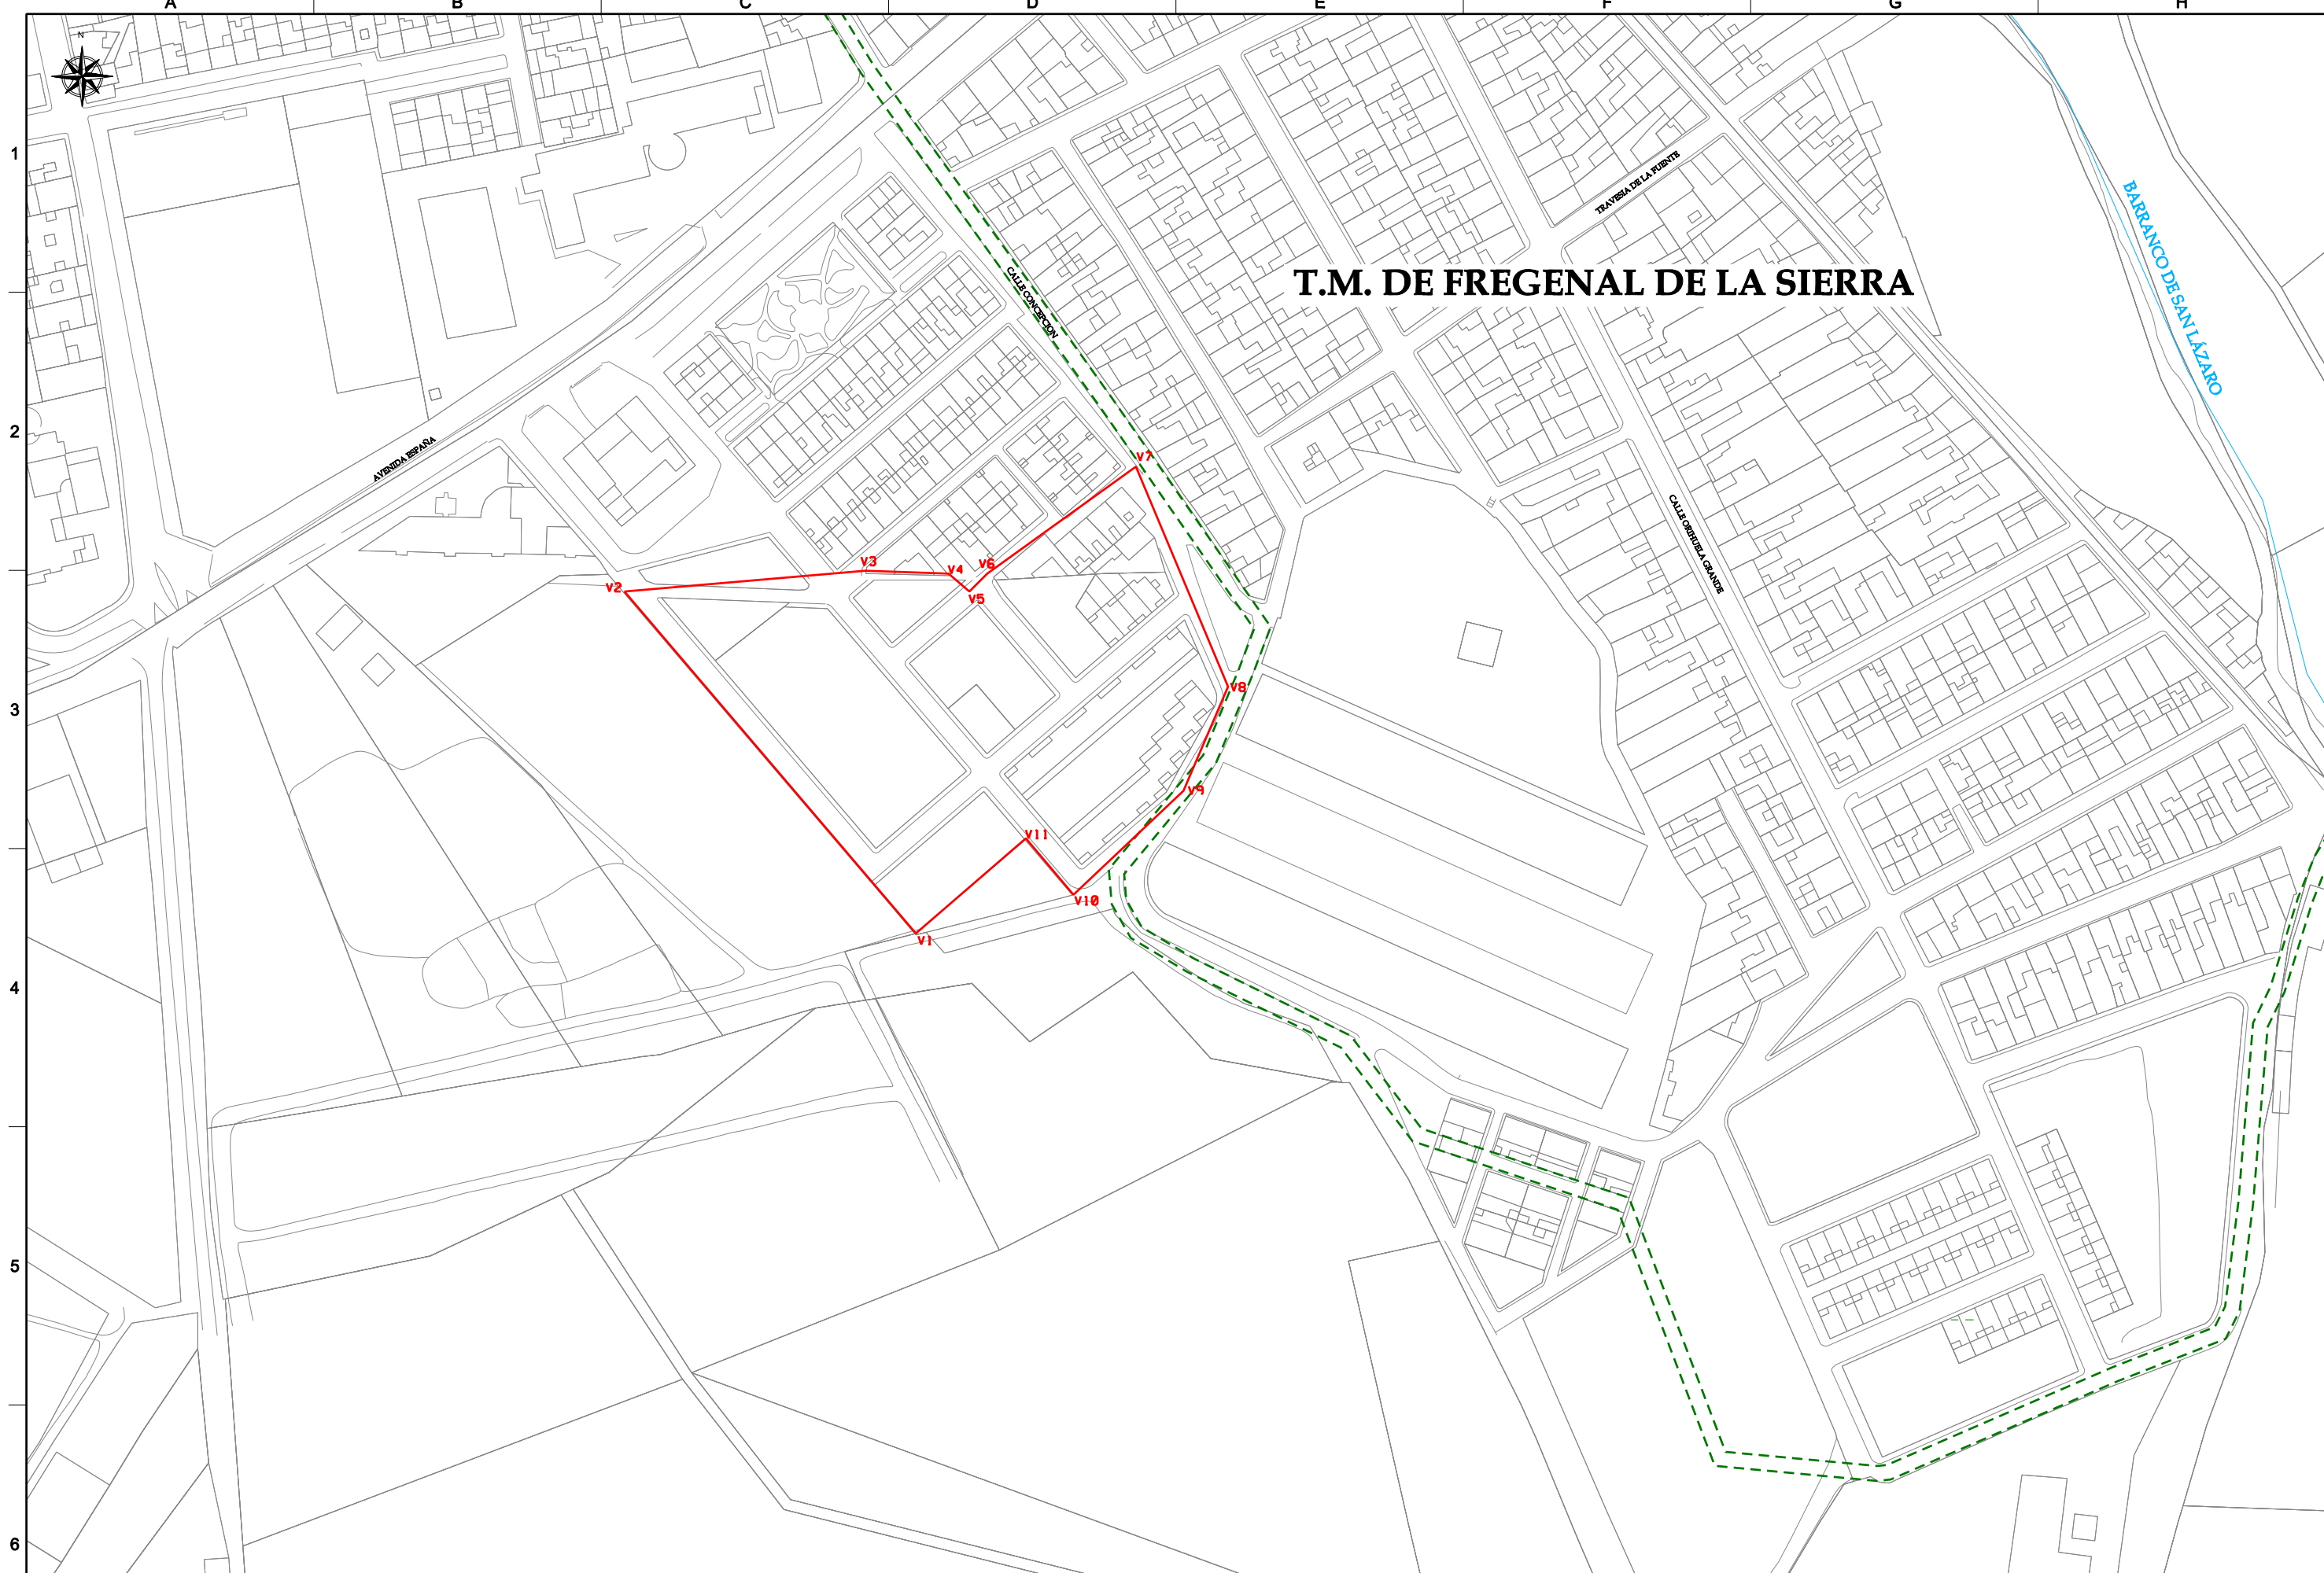 A B C D E F G H
N
1
TRAVESIA DE LA FUENTE
BARRANCO DE SAN LÁZARO
CALLE CONCEPCION
T.M. DE FREGENAL DE LA SIERRA
2
AVENIDA ESPAÑA
V7
CALLE ORIHUELA GRANDE
V3
V4
V6
V2
V5
V8
3
V9
V11
V10
V1
4
5
6